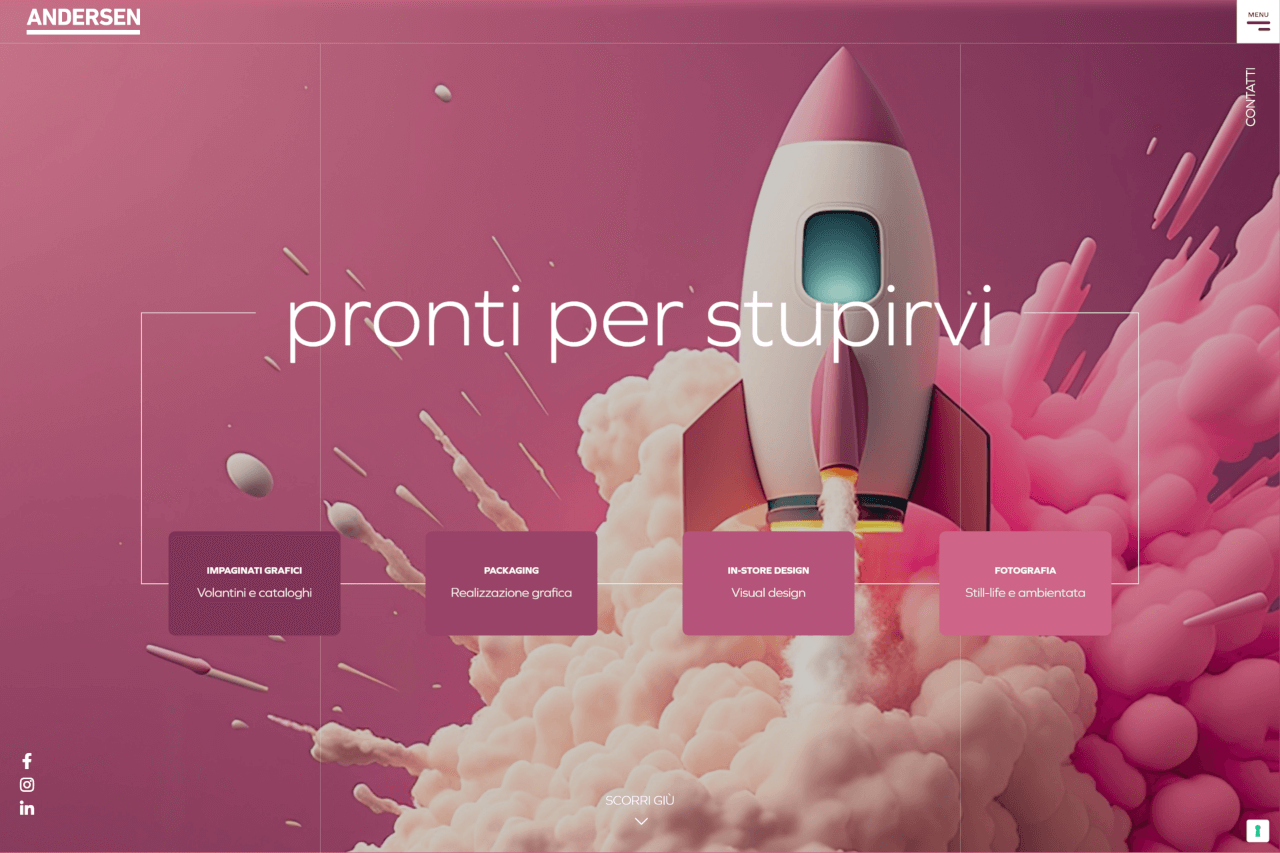 ANDERSEN
MENU
CONTATTI
pronti per stupirvi
IMPAGINATI GRAFICI
Volantini e cataloghi
PACKAGING
Realizzazione grafica
IN-STORE DESIGN
Visual design
FOTOGRAFIA
Still-life e ambientata
SCORRI GIÙ